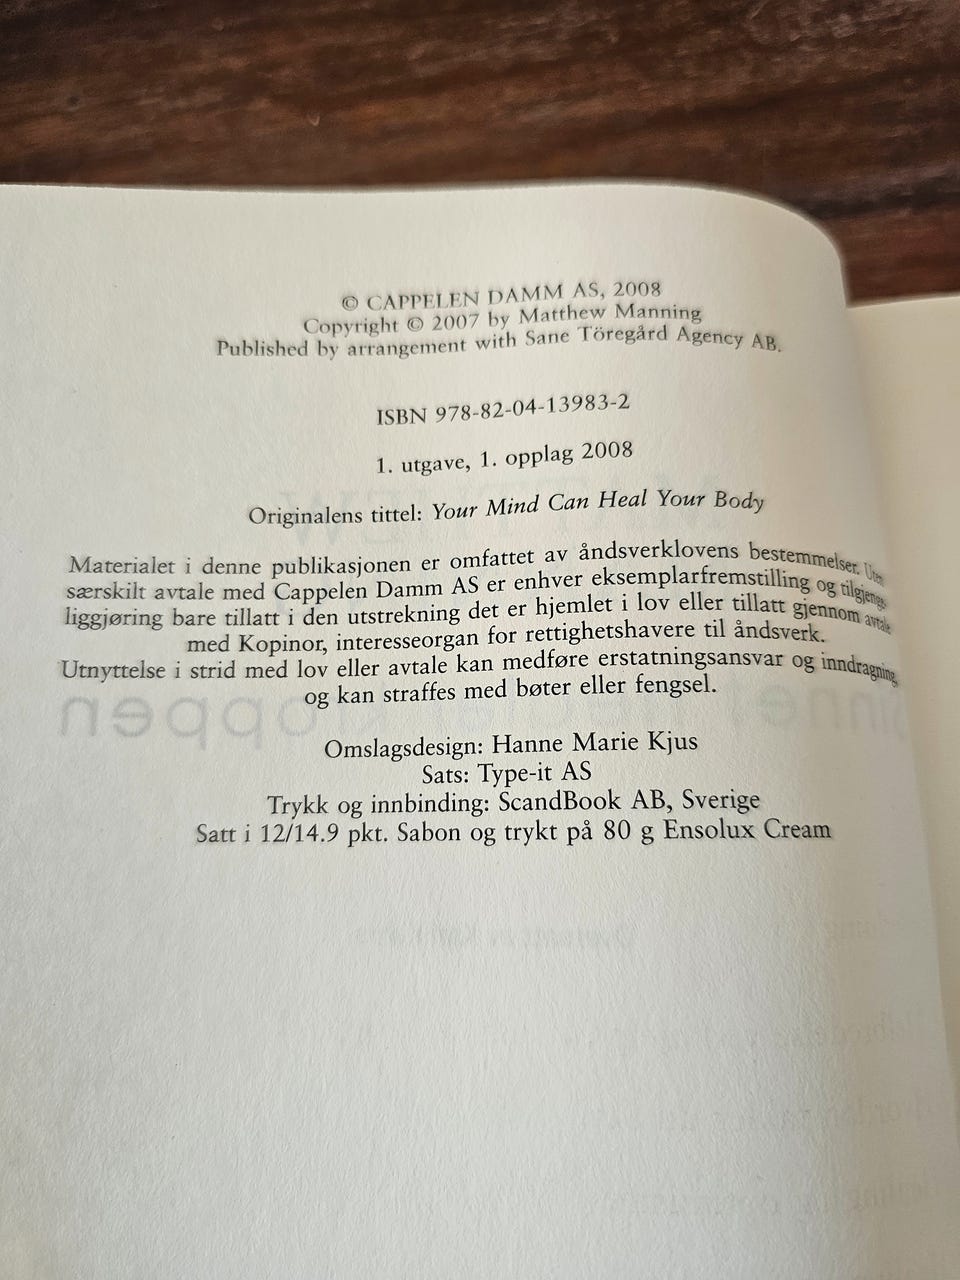 © CAPPELEN DAMM AS, 2008
Copyright © 2007 by Matthew Manning
Published by arrangement with Sane Töregård Agency AB.
ISBN 978-82-04-13983-2
1. utgave, 1. opplag 2008
Originalens tittel: Your Mind Can Heal Your Body
Materialet i denne publikasjonen er omfattet av åndsverklovens bestemmelser. Uten
særskilt avtale med Cappelen Damm AS er enhver eksemplarfremstilling og tilgjenge-
liggjøring bare tillatt i den utstrekning det er hjemlet i lov eller tillatt gjennom avtale
med Kopinor, interesseorgan for rettighetshavere til åndsverk.
Utnyttelse i strid med lov eller avtale kan medføre erstatningsansvar og inndragning,
og kan straffes med bøter eller fengsel.
Omslagsdesign: Hanne Marie Kjus
Sats: Type-it AS
Trykk og innbinding: ScandBook AB, Sverige
Satt i 12/14.9 pkt. Sabon og trykt på 80 g Ensolux Cream